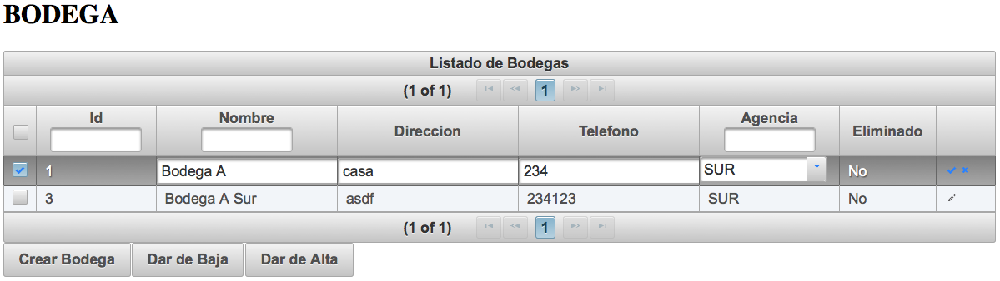 BODEGA
Listado de Bodegas
(1 of 1) 1
Id Nombre Direccion Telefono Agencia Eliminado
1 Bodega A casa 234 SUR No
3 Bodega A Sur asdf 234123 SUR No
(1 of 1) 1
Crear Bodega Dar de Baja Dar de Alta